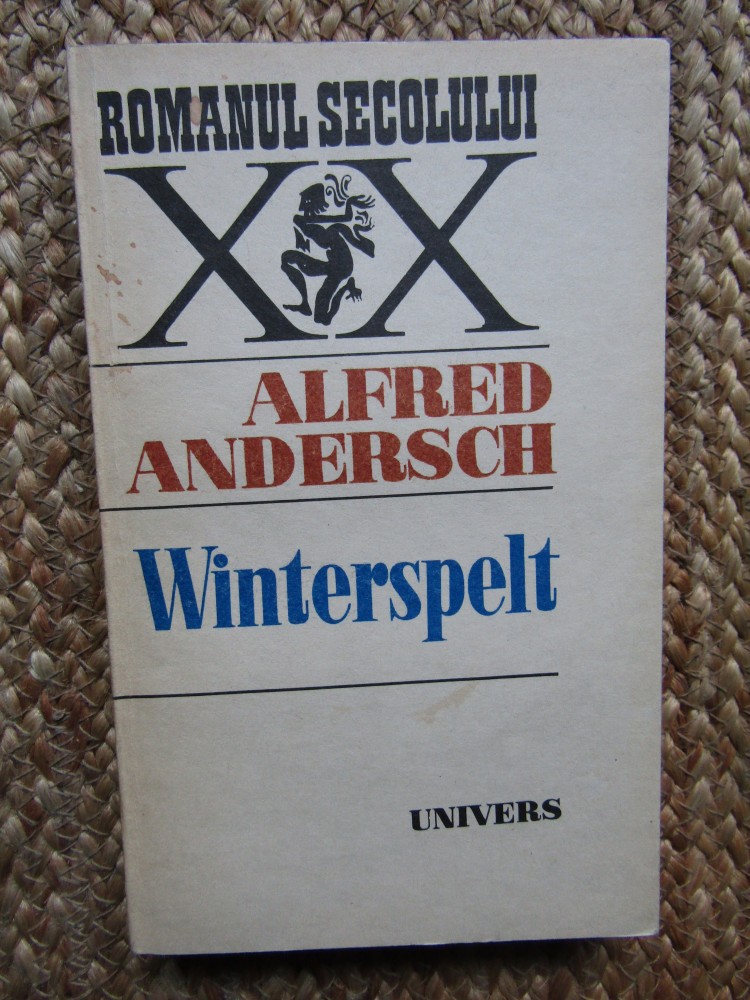 ROMANUL SECOLULUI
XX
ALFRED
ANDERSCH
Winterspelt
UNIVERS